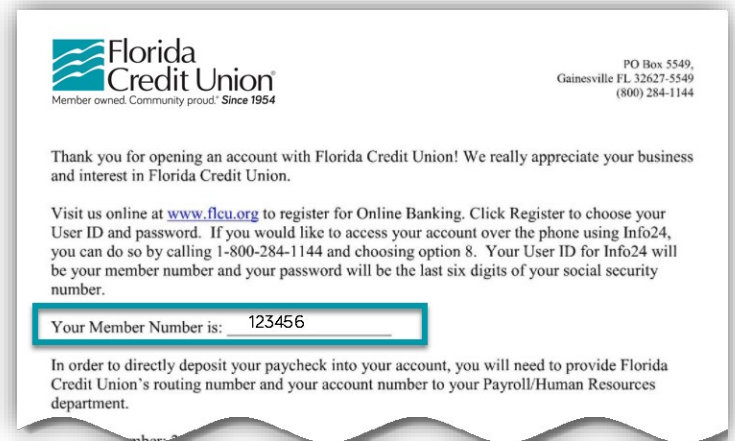 Florida
Credit Union®
Member owned. Community proud.® Since 1954
PO Box 5549,
Gainesville FL 32627-5549
(800) 284-1144
Thank you for opening an account with Florida Credit Union! We really appreciate your business
and interest in Florida Credit Union.
Visit us online at www.flcu.org to register for Online Banking. Click Register to choose your
User ID and password. If you would like to access your account over the phone using Info24,
you can do so by calling 1-800-284-1144 and choosing option 8. Your User ID for Info24 will
be your member number and your password will be the last six digits of your social security
number.
Your Member Number is: 123456
In order to directly deposit your paycheck into your account, you will need to provide Florida
Credit Union's routing number and your account number to your Payroll/Human Resources
department.